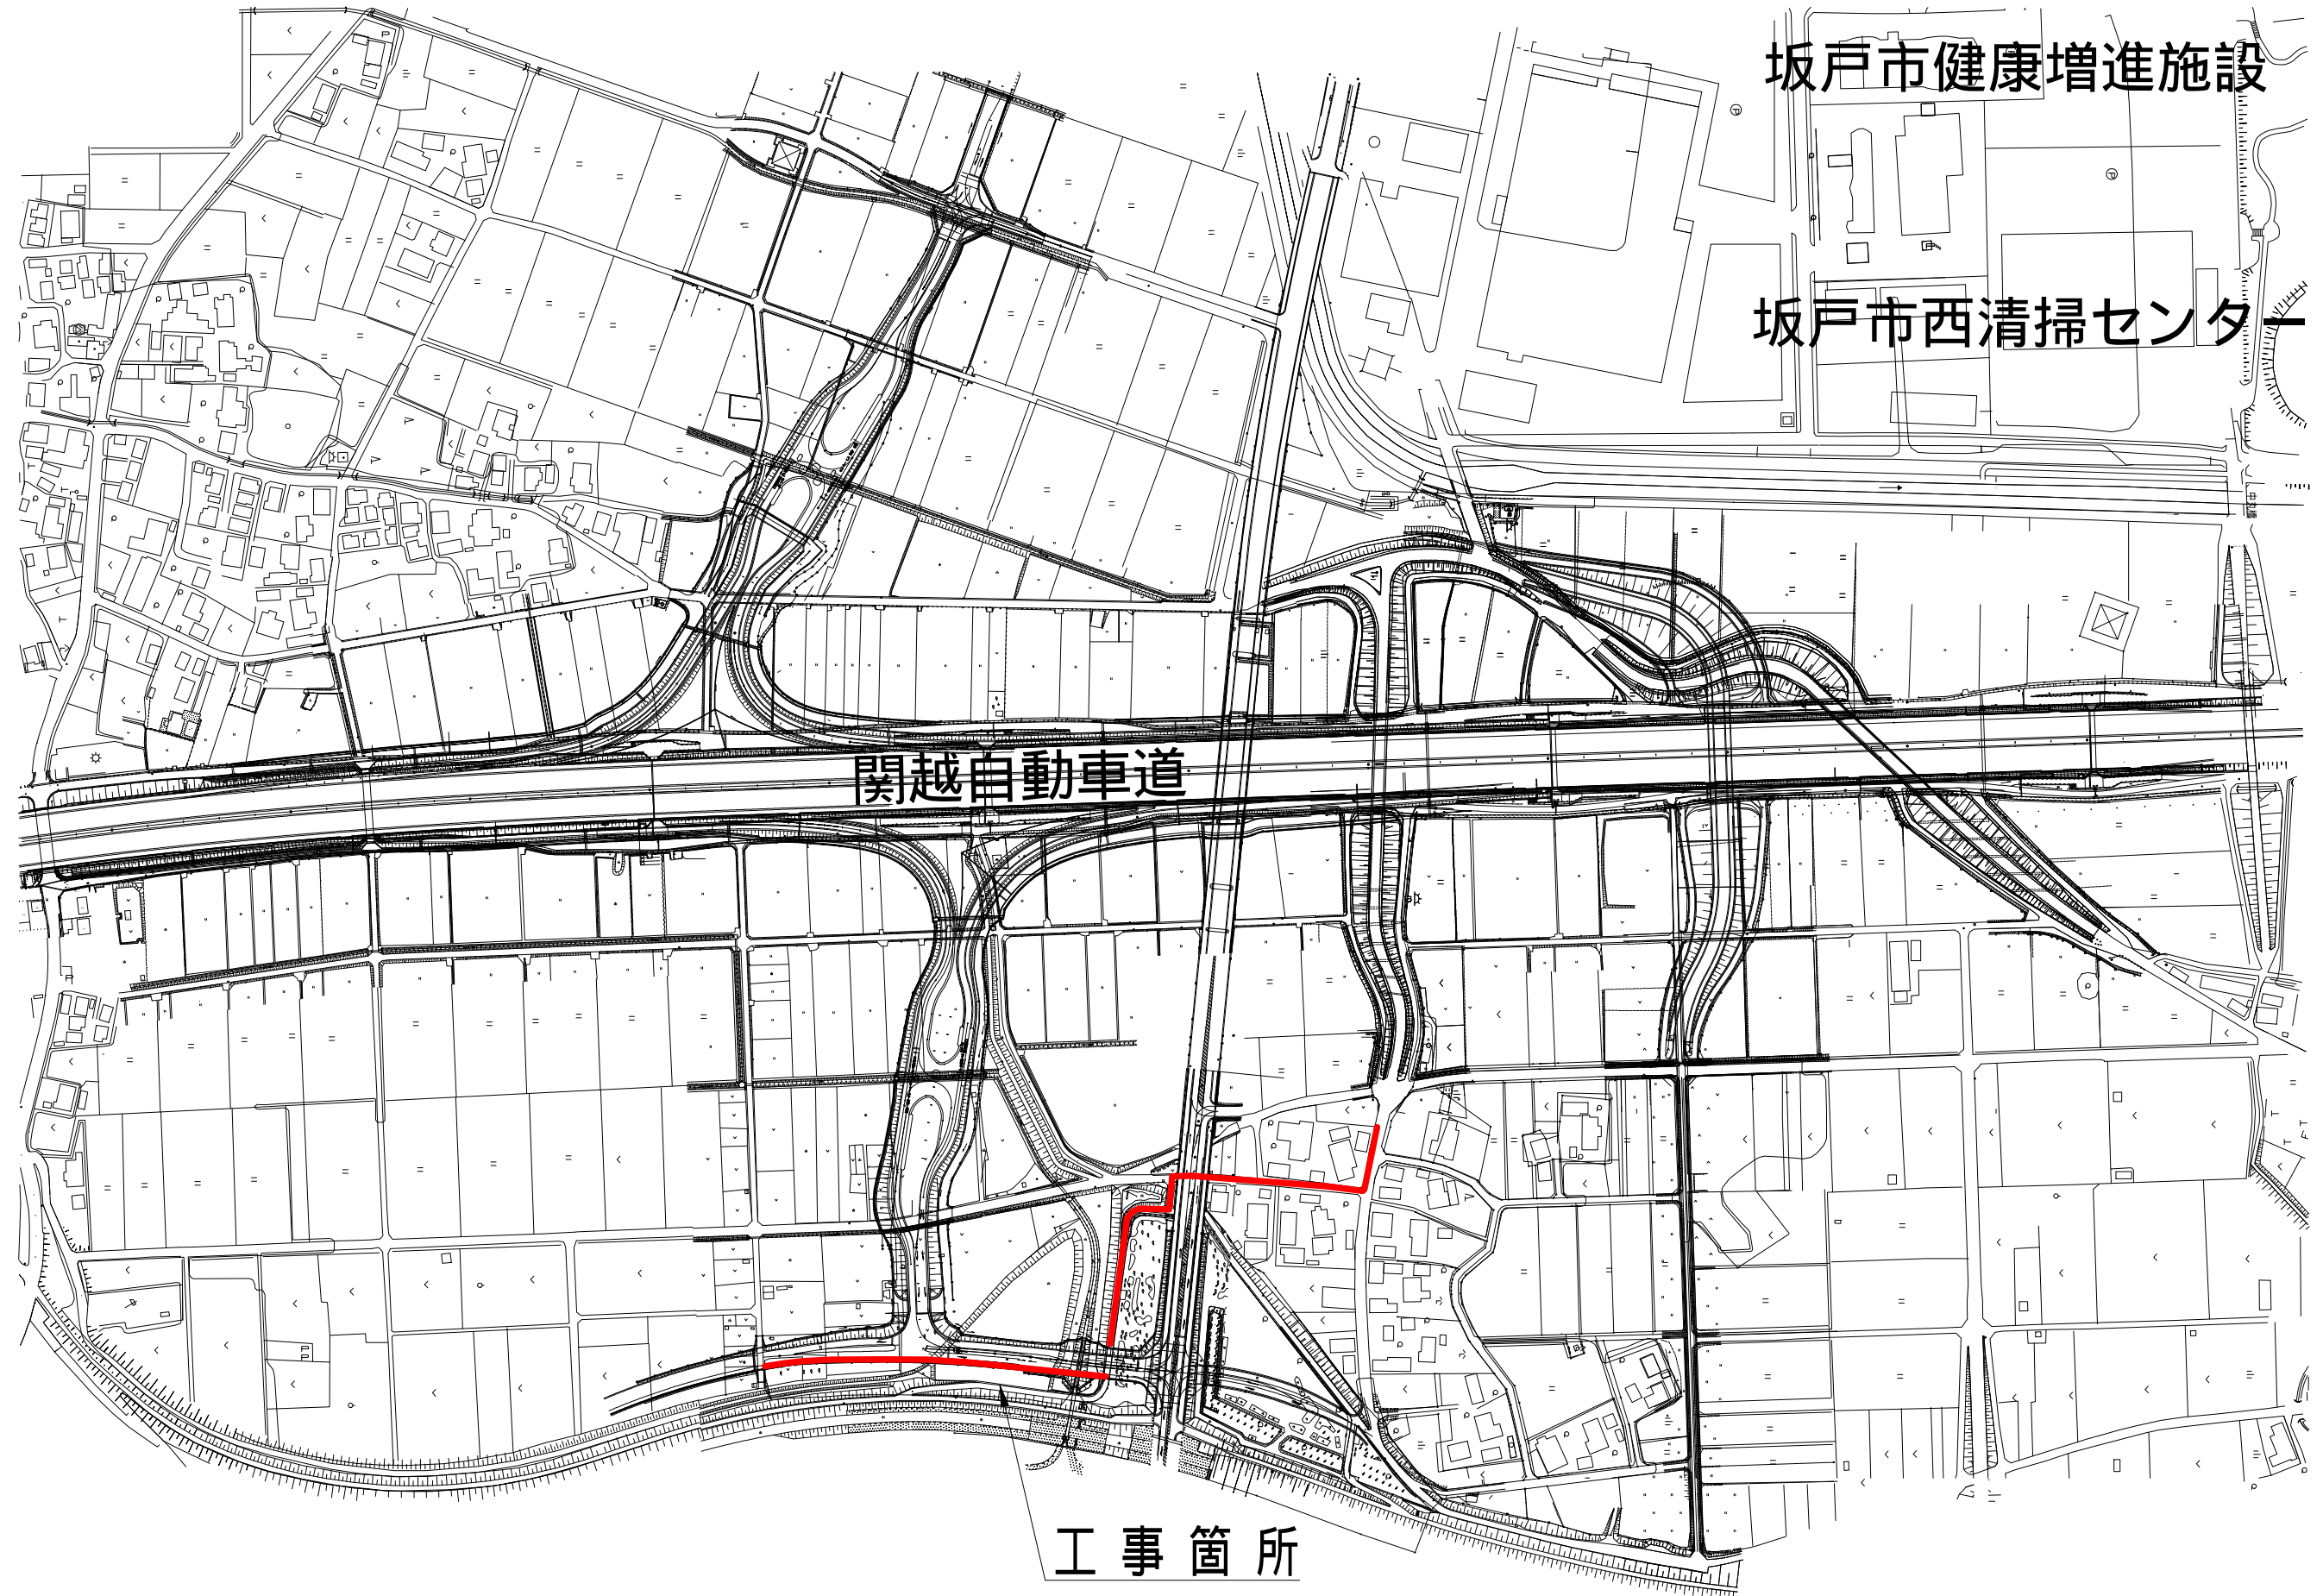 坂戸市健康増進施設
坂戸市西清掃センター
関越自動車道
工事箇所